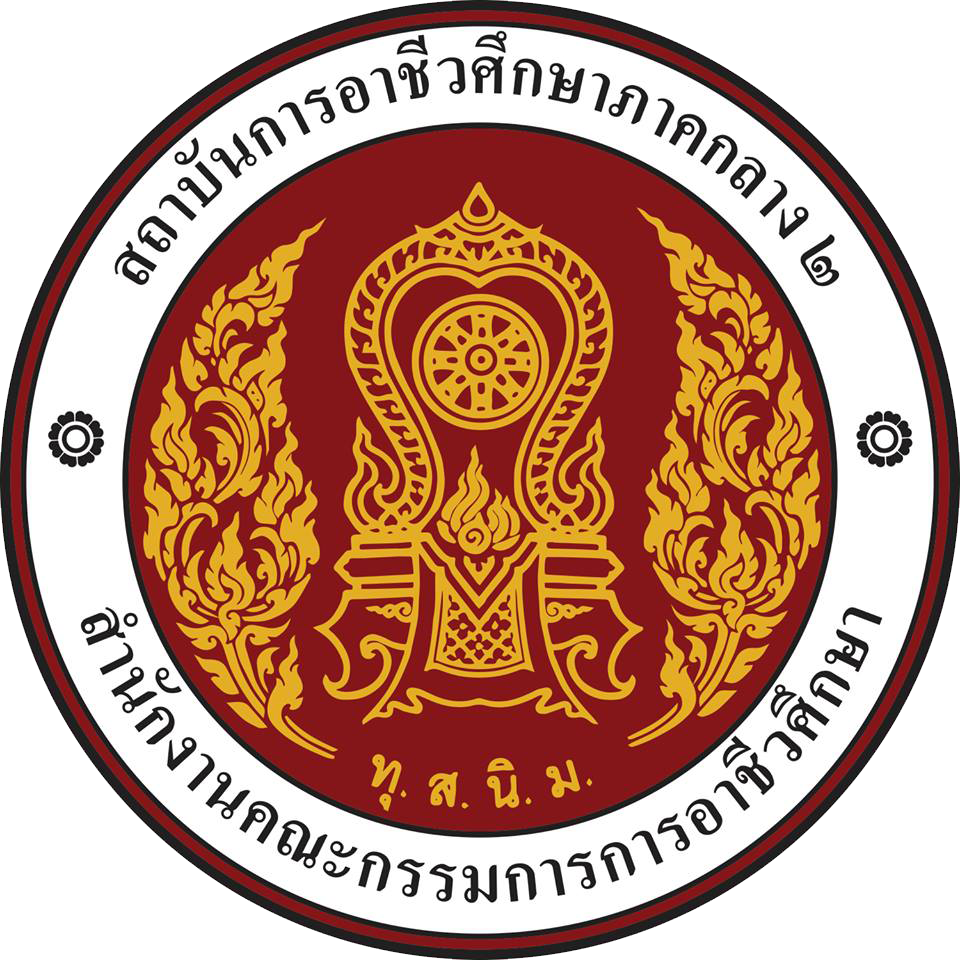 สถาบันการอาชีวศึกษาภาคกลาง ๒
ทุ. ส. นิ. ม.
สำนักงานคณะกรรมการการอาชีวศึกษา